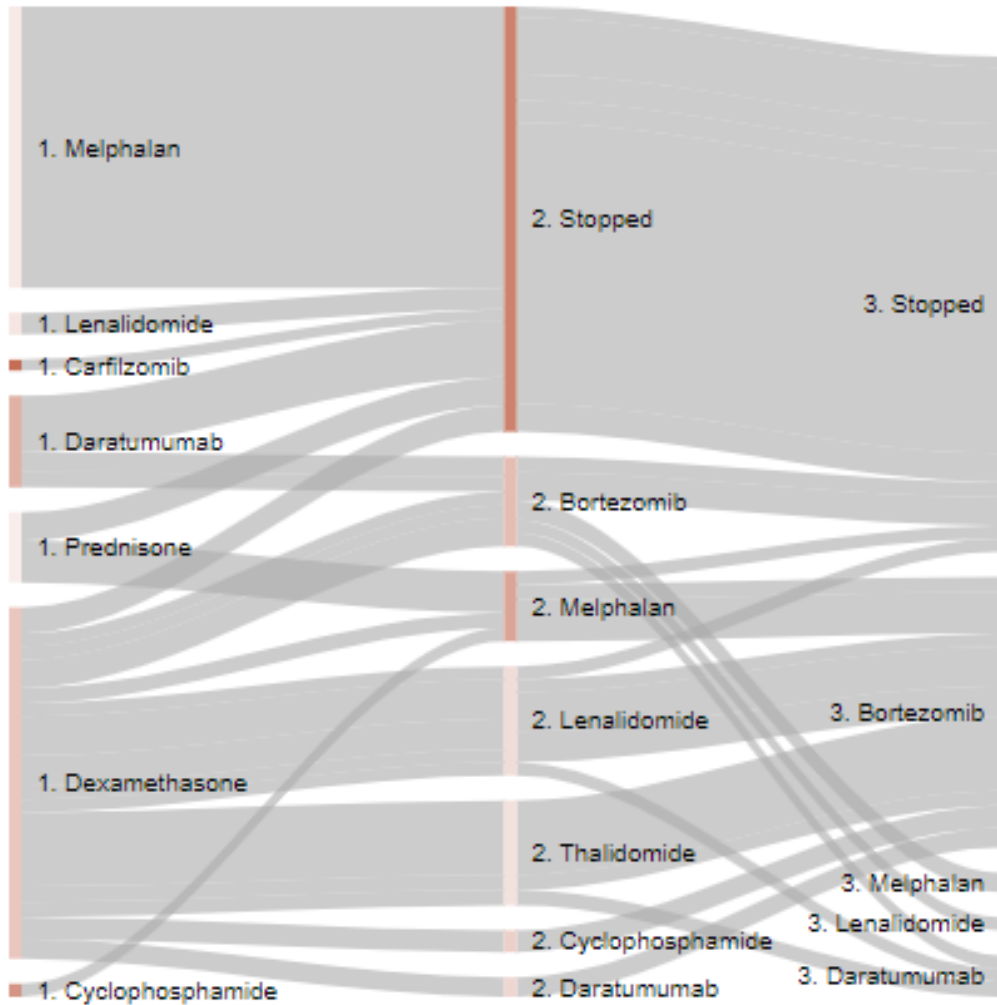 1. Melphalan
1. Lenalidomide
1. Carfilzomib
1. Daratumumab
1. Prednisone
1. Dexamethasone
1. Cyclophosphamide
2. Stopped
2. Bortezomib
2. Melphalan
2. Lenalidomide
2. Thalidomide
2. Cyclophosphamide
2. Daratumumab
3. Stopped
3. Bortezomib
3. Melphalan
3. Lenalidomide
3. Daratumumab